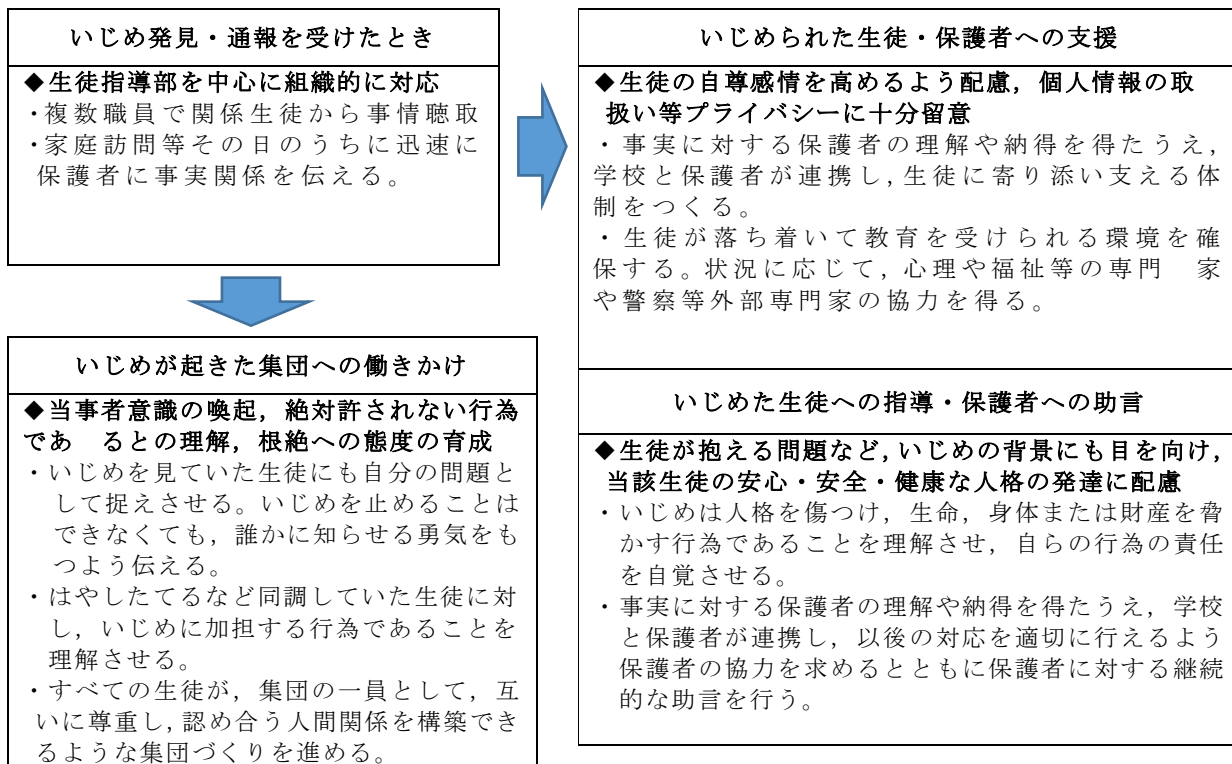 いじめ発見・通報を受けたとき
◆生徒指導部を中心に組織的に対応
・複数職員で関係生徒から事情聴取
・家庭訪問等その日のうちに迅速に
保護者に事実関係を伝える。
いじめられた生徒・保護者への支援
◆生徒の自尊感情を高めるよう配慮，個人情報の取
扱い等プライバシーに十分留意
・事実に対する保護者の理解や納得を得たうえ，
学校と保護者が連携し，生徒に寄り添い支える体
制をつくる。
・生徒が落ち着いて教育を受けられる環境を確
保する。状況に応じて，心理や福祉等の専門　家
や警察等外部専門家の協力を得る。
いじめが起きた集団への働きかけ
◆当事者意識の喚起，絶対許されない行為
であ　るとの理解，根絶への態度の育成
・いじめを見ていた生徒にも自分の問題と
して捉えさせる。いじめを止めることは
できなくても，誰かに知らせる勇気をも
つよう伝える。
・はやしたてるなど同調していた生徒に対
し，いじめに加担する行為であることを
理解させる。
・すべての生徒が，集団の一員として，互
いに尊重し，認め合う人間関係を構築でき
るような集団づくりを進める。
いじめた生徒への指導・保護者への助言
◆生徒が抱える問題など，いじめの背景にも目を向け，
当該生徒の安心・安全・健康な人格の発達に配慮
・いじめは人格を傷つけ，生命，身体または財産を脅
かす行為であることを理解させ，自らの行為の責任
を自覚させる。
・事実に対する保護者の理解や納得を得たうえ，学校
と保護者が連携し，以後の対応を適切に行えるよう
保護者の協力を求めるとともに保護者に対する継続
的な助言を行う。